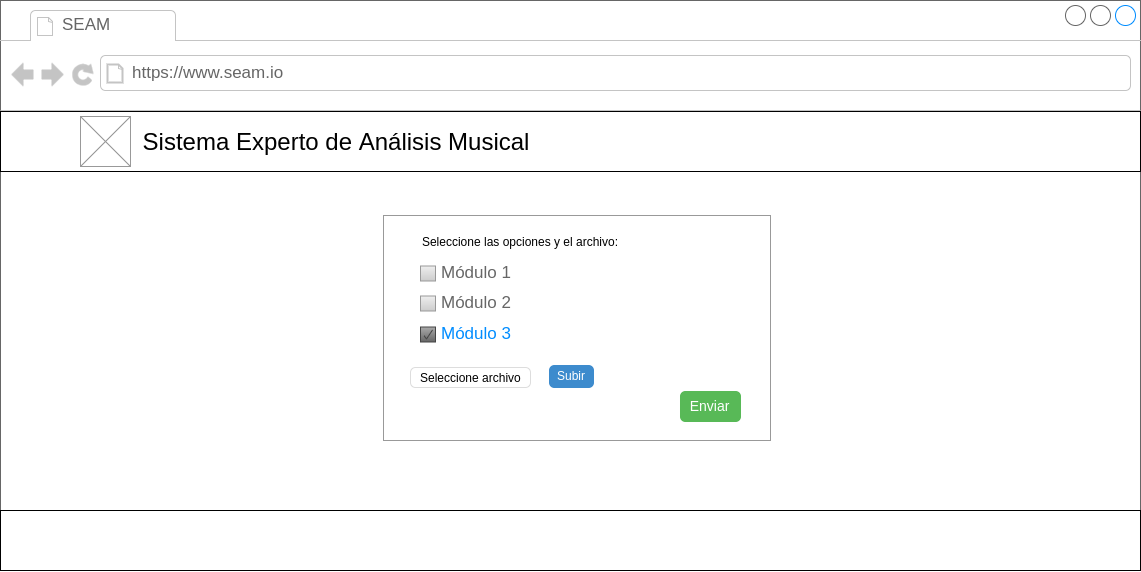 SEAM
https://www.seam.io
Sistema Experto de Análisis Musical
Seleccione las opciones y el archivo:
Módulo 1
Módulo 2
Módulo 3
Seleccione archivo
Subir
Enviar